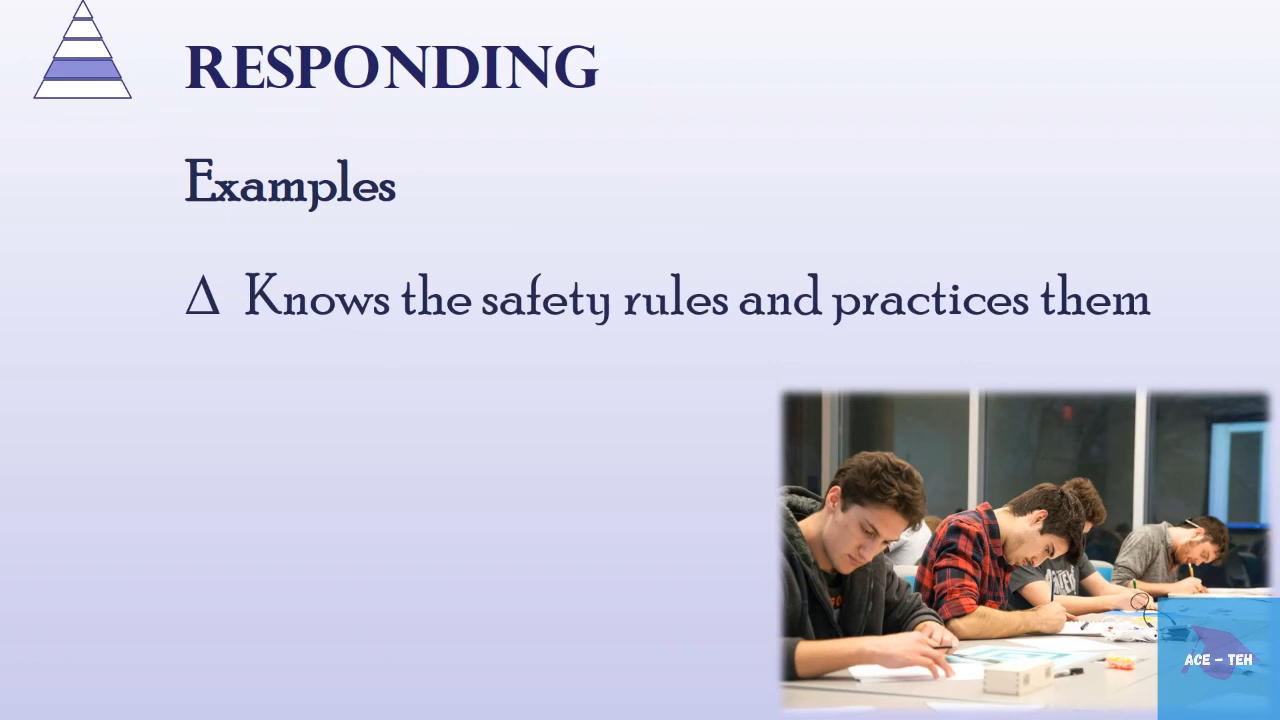 RESPONDING
Examples
Δ Knows the safety rules and practices them
ACE - TEH